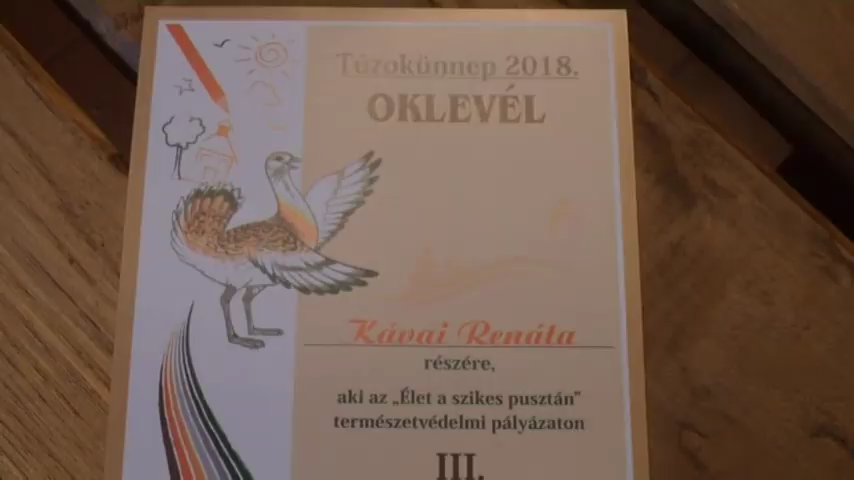 Túzokünnep 2018.
OKLEVÉL
Kávai Renáta
részére,
aki az „Élet a szikes pusztán”
természetvédelmi pályázaton
III.